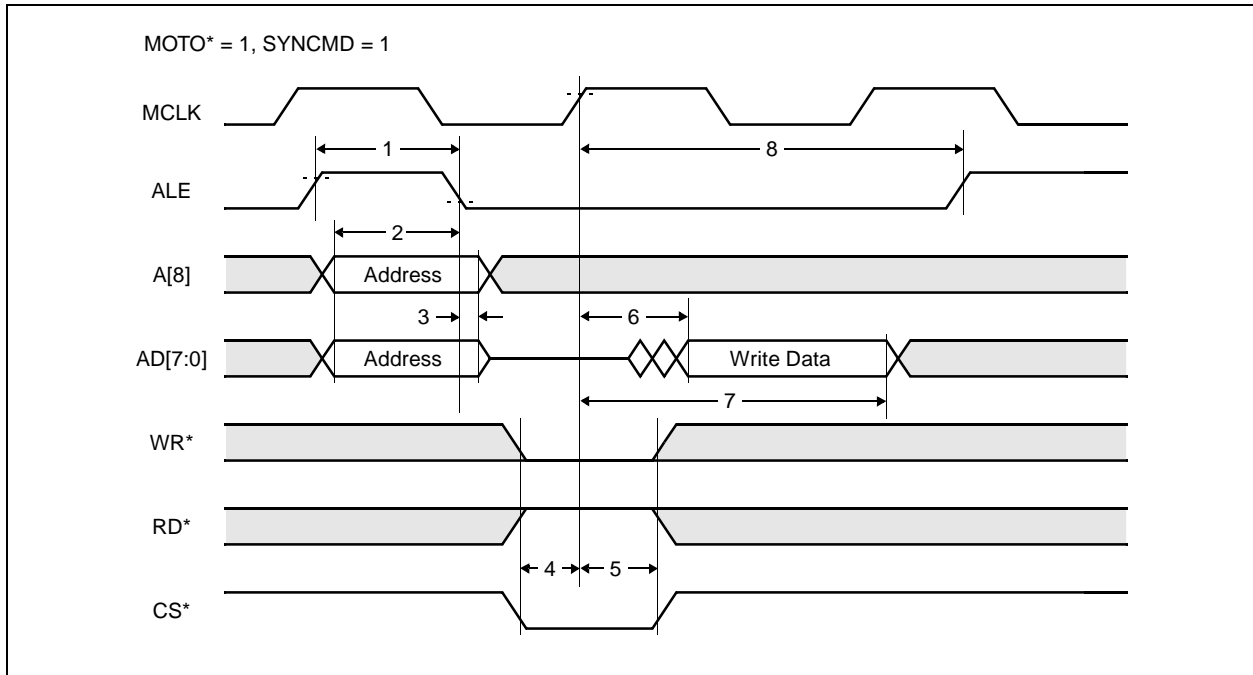 MOTO* = 1, SYNCMD = 1
MCLK
1
8
ALE
2
A[8]
Address
3
6
AD[7:0]
Address
Write Data
7
WR*
RD*
4
5
CS*